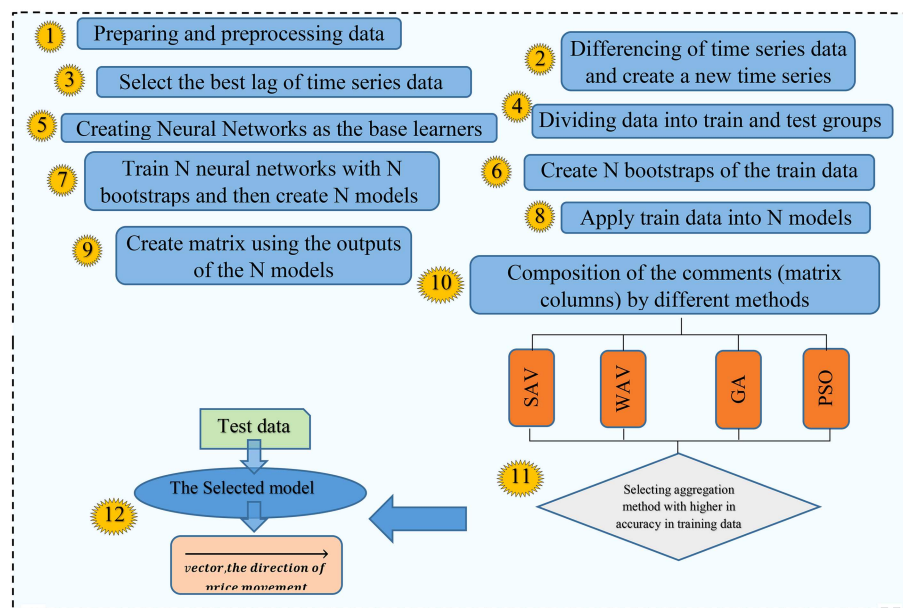 1
Preparing and preprocessing data
2
Differencing of time series data
and create a new time series
3
Select the best lag of time series data
4
Dividing data into train and test groups
5
Creating Neural Networks as the base learners
6
Create N bootstraps of the train data
7
Train N neural networks with N
bootstraps and then create N models
8
Apply train data into N models
9
Create matrix using the outputs
of the N models
10
Composition of the comments (matrix
columns) by different methods
SAV
WAV
GA
PSO
11
Selecting aggregation
method with higher in
accuracy in training data
Test data
The Selected model
12
vector,the direction of
price movement